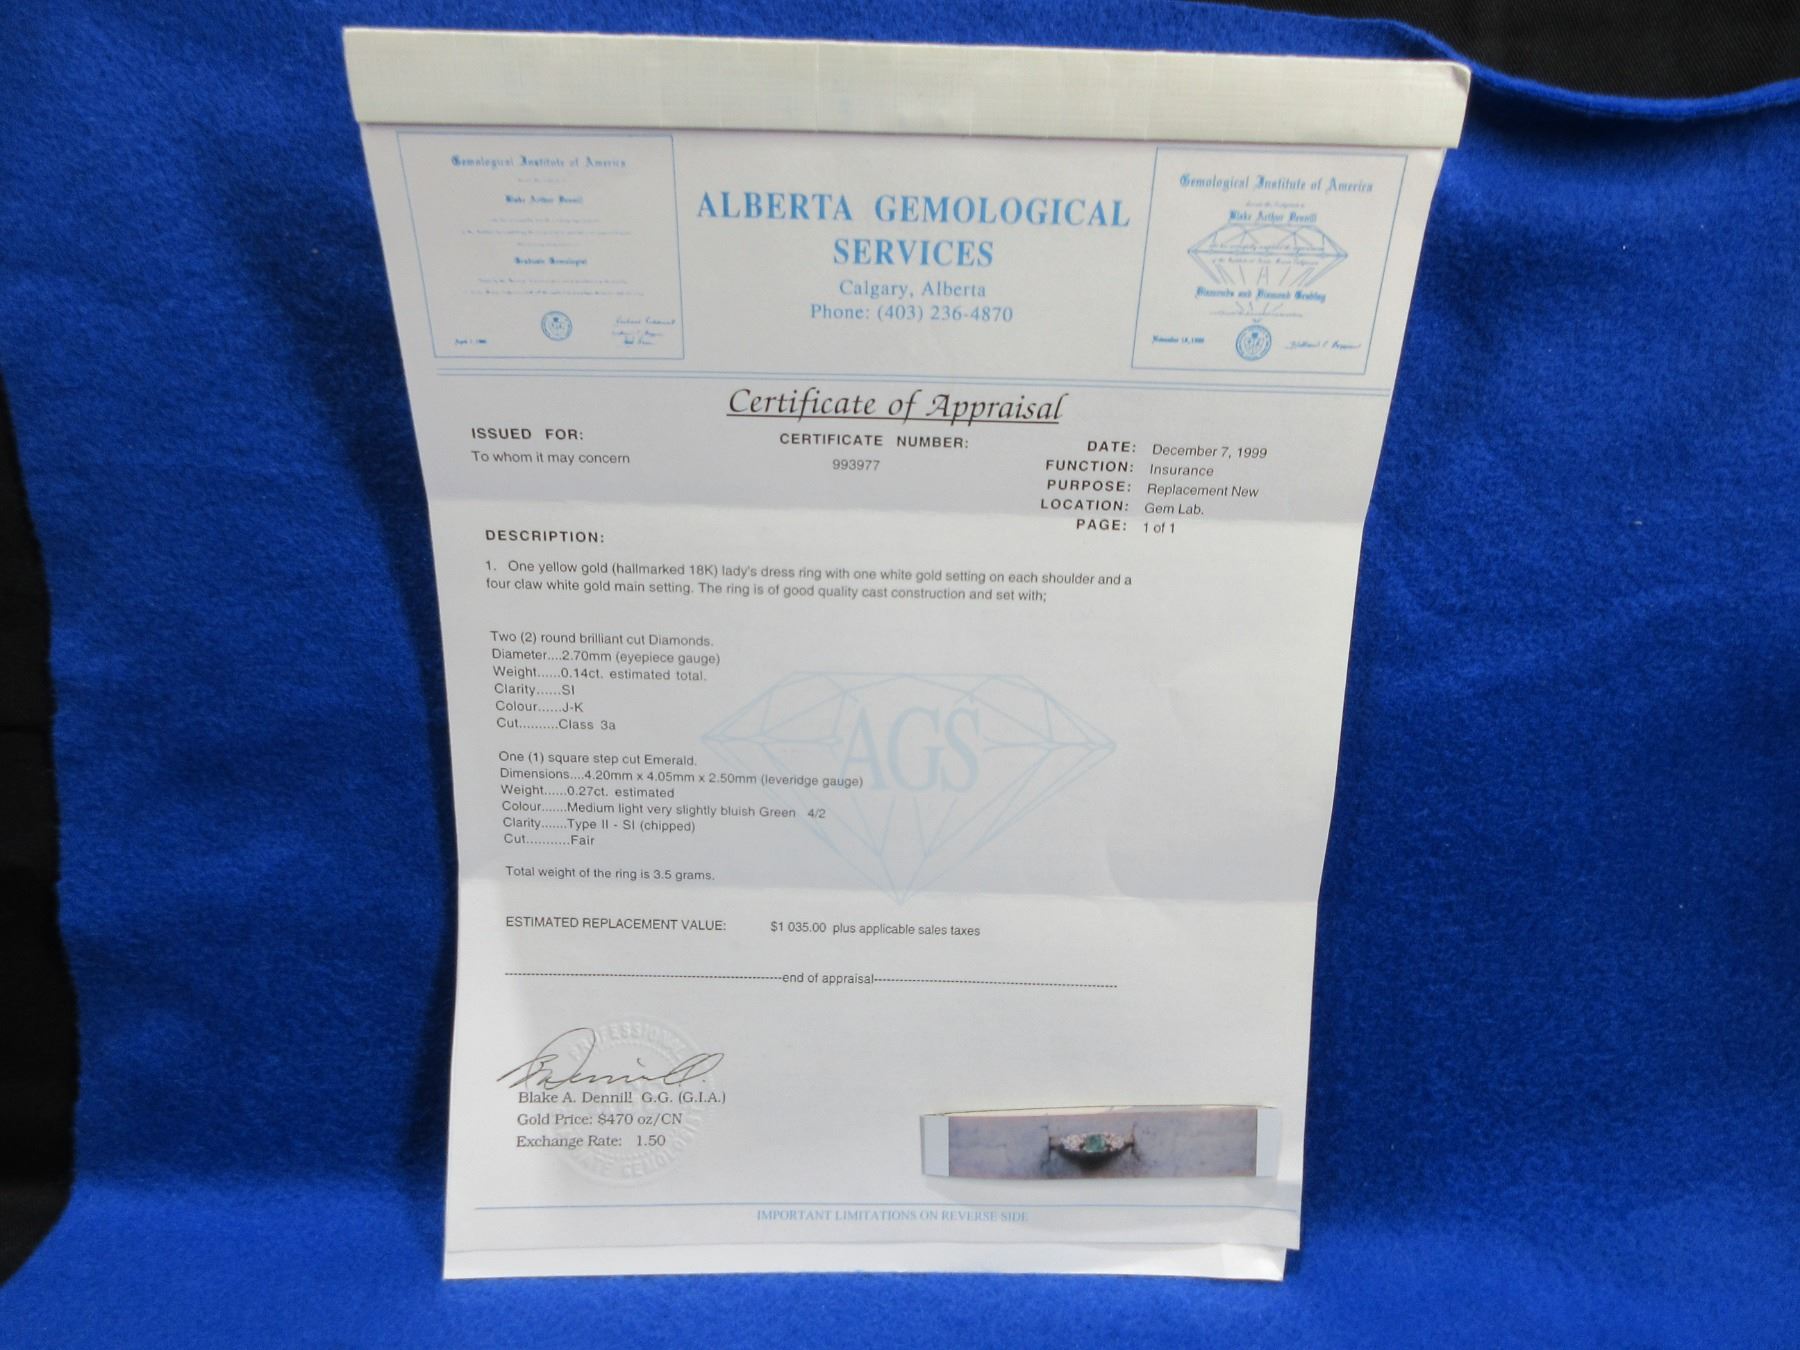 Gemological Institute of America
Blake Arthur Dennill
Graduate Gemologist
ALBERTA GEMOLOGICAL
SERVICES
Calgary, Alberta
Phone: (403) 236-4870
Gemological Institute of America
Blake Arthur Dennill
Diamonds and Diamond Grading
Certificate of Appraisal
ISSUED FOR:
To whom it may concern
CERTIFICATE NUMBER:
993977
DATE: December 7, 1999
FUNCTION: Insurance
PURPOSE: Replacement New
LOCATION: Gem Lab.
PAGE: 1 of 1
DESCRIPTION:
1. One yellow gold (hallmarked 18K) lady's dress ring with one white gold setting on each shoulder and a
four claw white gold main setting. The ring is of good quality cast construction and set with;
Two (2) round brilliant cut Diamonds.
Diameter....2.70mm (eyepiece gauge)
Weight......0.14ct. estimated total.
Clarity......SI
Colour......J-K
Cut..........Class 3a
One (1) square step cut Emerald.
Dimensions....4.20mm x 4.05mm x 2.50mm (leveridge gauge)
Weight......0.27ct. estimated
Colour.......Medium light very slightly bluish Green 4/2
Clarity.......Type II - SI (chipped)
Cut...........Fair
AGS
Total weight of the ring is 3.5 grams.
ESTIMATED REPLACEMENT VALUE: $1 035.00 plus applicable sales taxes
end of appraisal
PROFESSIONAL
Blake A. Dennill G.G. (G.I.A.)
Gold Price: $470 oz/CN
Exchange Rate: 1.50
IMPORTANT LIMITATIONS ON REVERSE SIDE